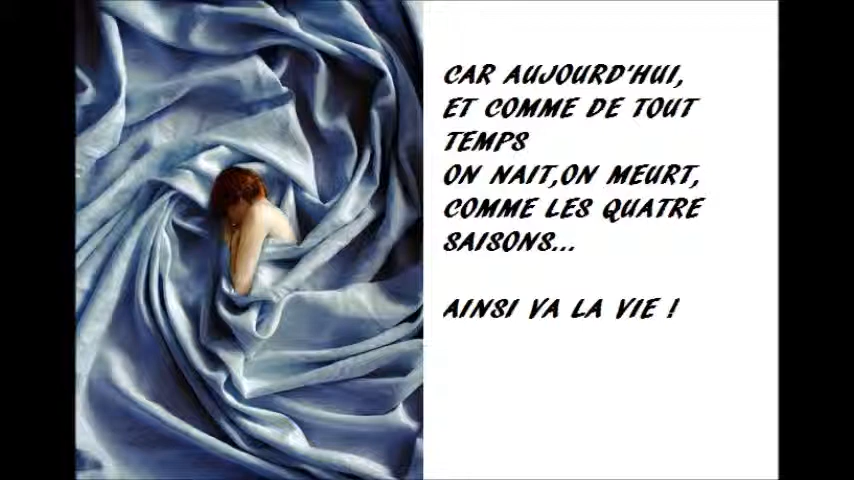 CAR AUJOURD'HUI,
ET COMME DE TOUT
TEMPS
ON NAIT,ON MEURT,
COMME LES QUATRE
SAISONS...
AINSI VA LA VIE !